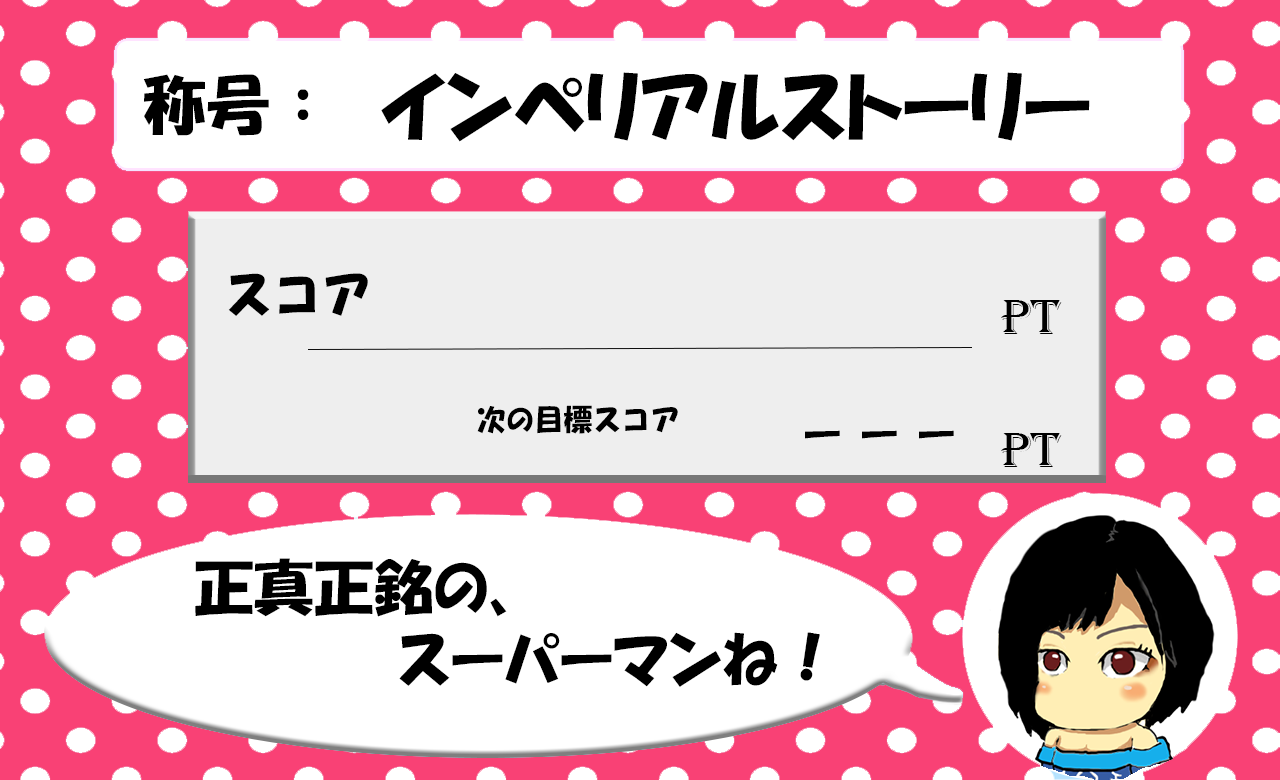 称号： インペリアルストーリー
スコア
PT
次の目標スコア ーーー PT
正真正銘の、
スーパーマンね！